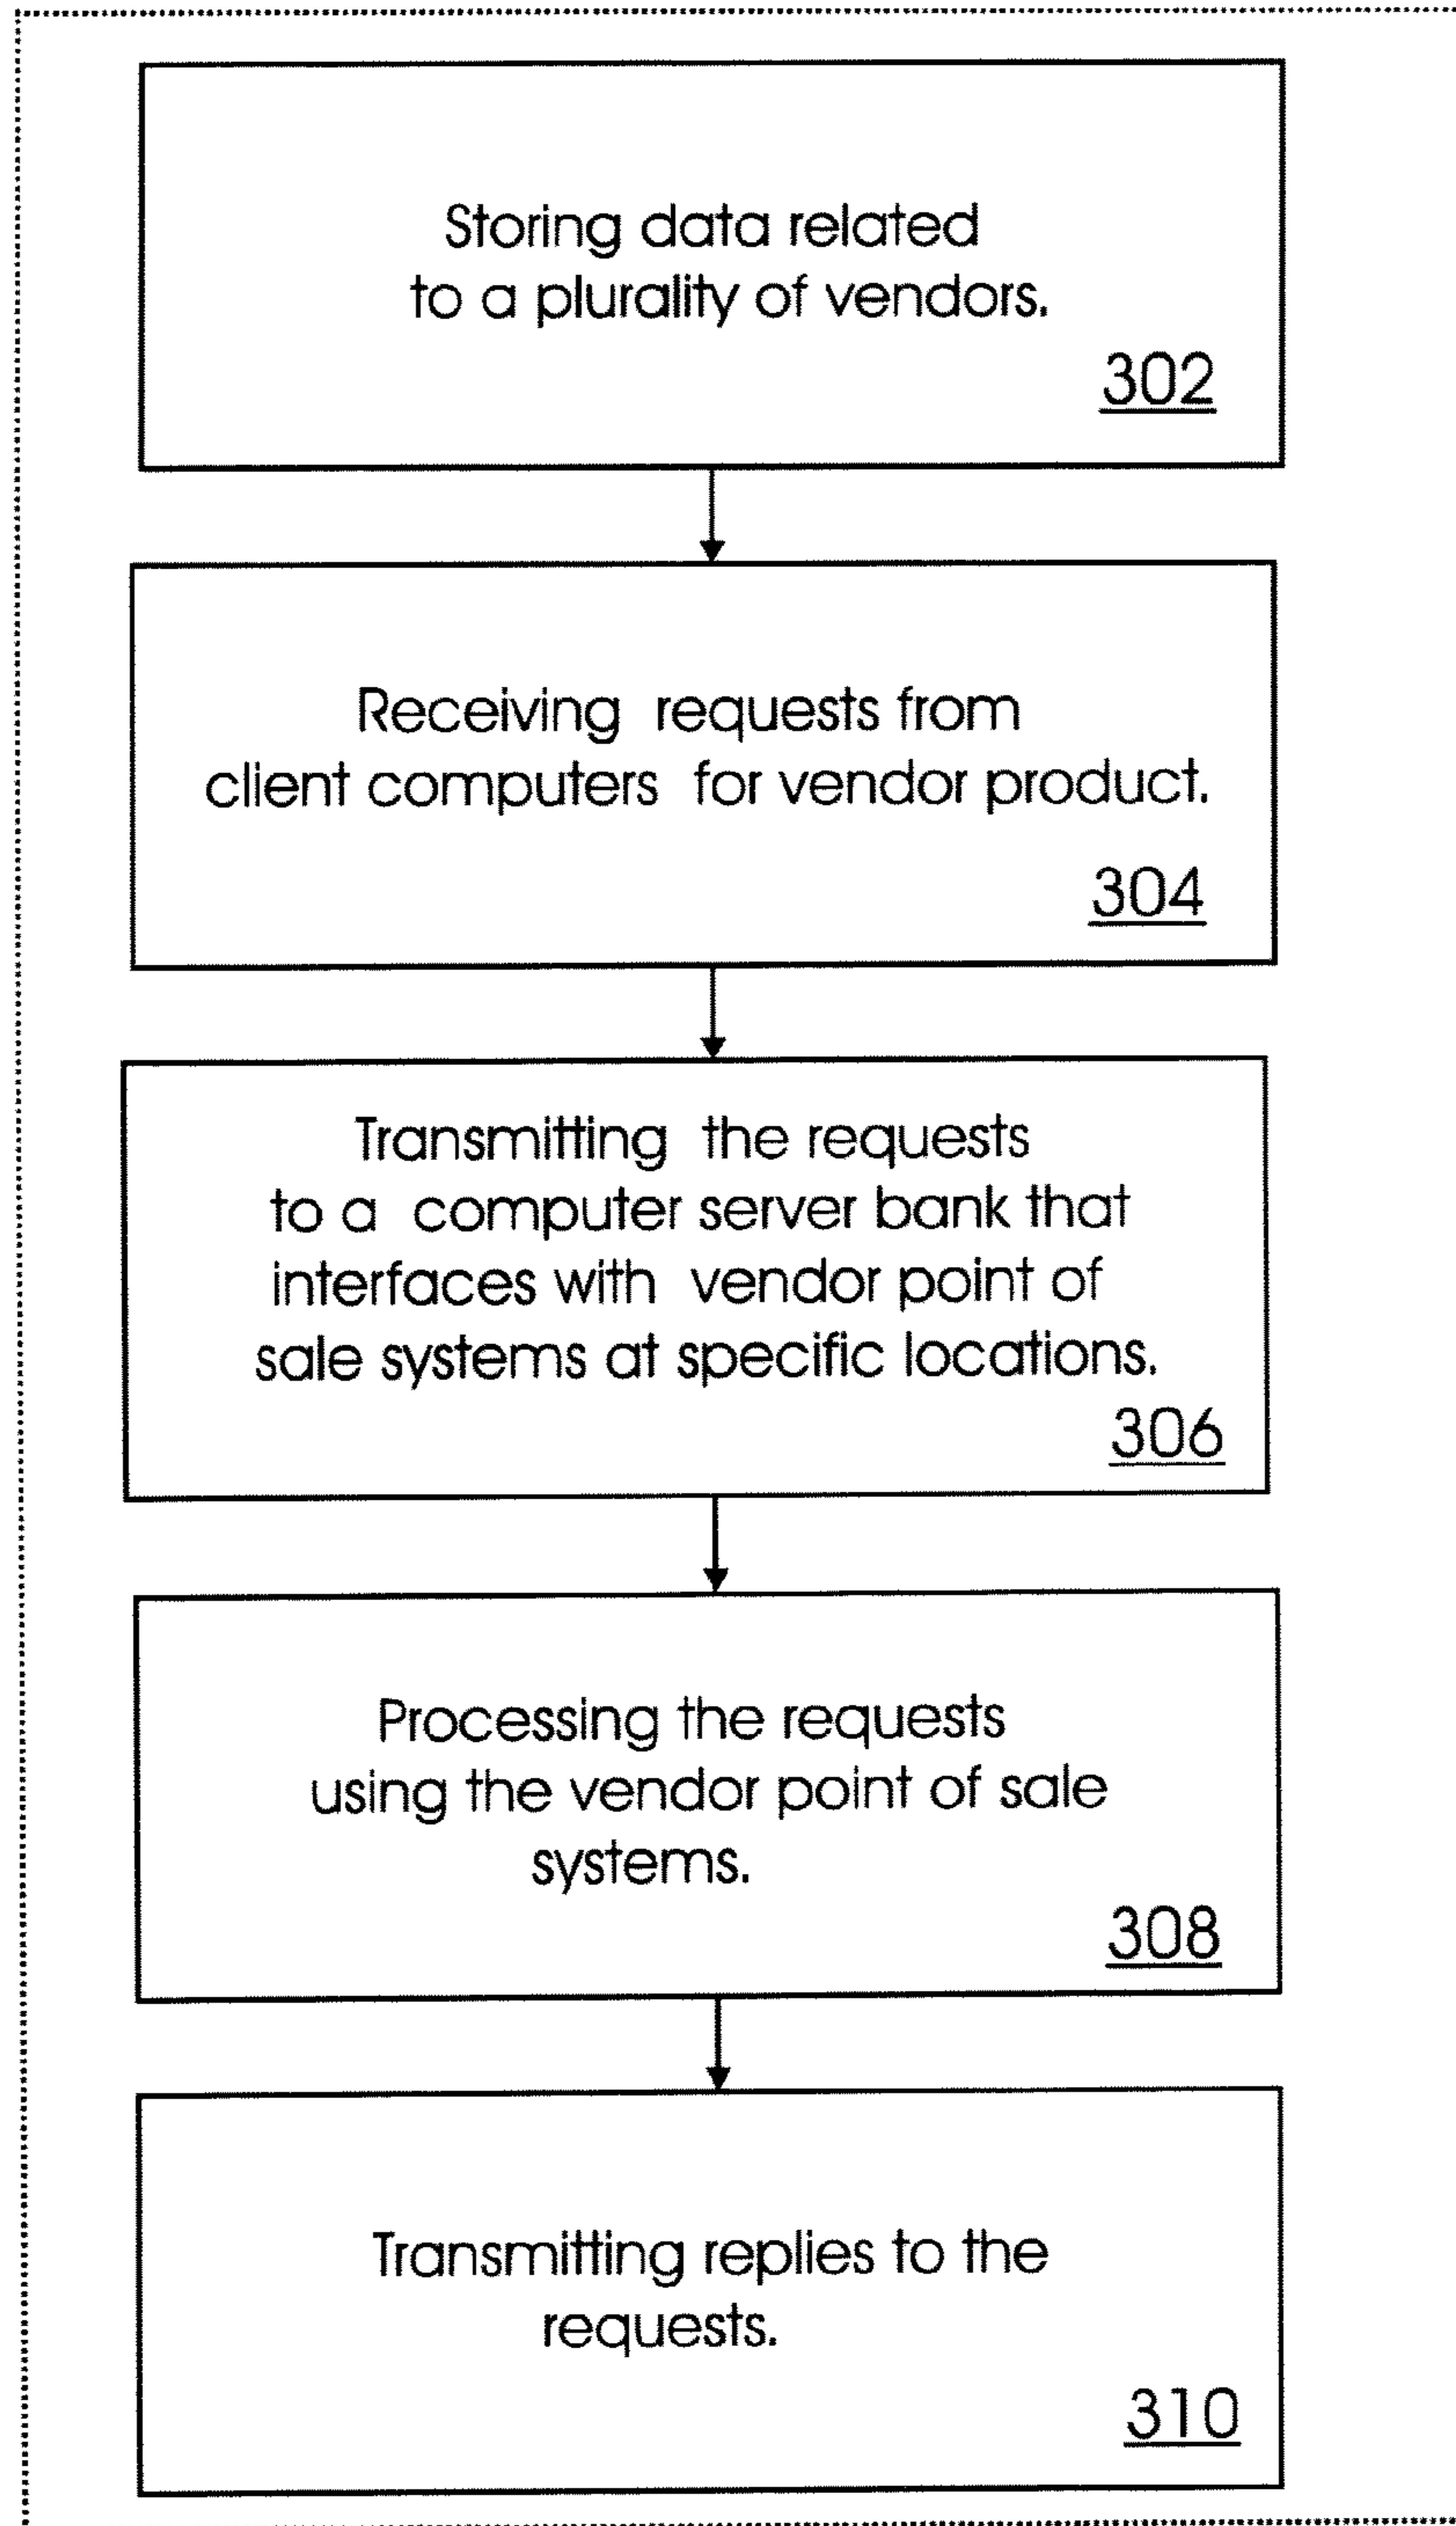 Storing data related
to a plurality of vendors.
302
Receiving requests from
client computers for vendor product.
304
Transmitting the requests
to a computer server bank that
interfaces with vendor point of
sale systems at specific locations.
306
Processing the requests
using the vendor point of sale
systems.
308
Transmitting replies to the
requests.
310